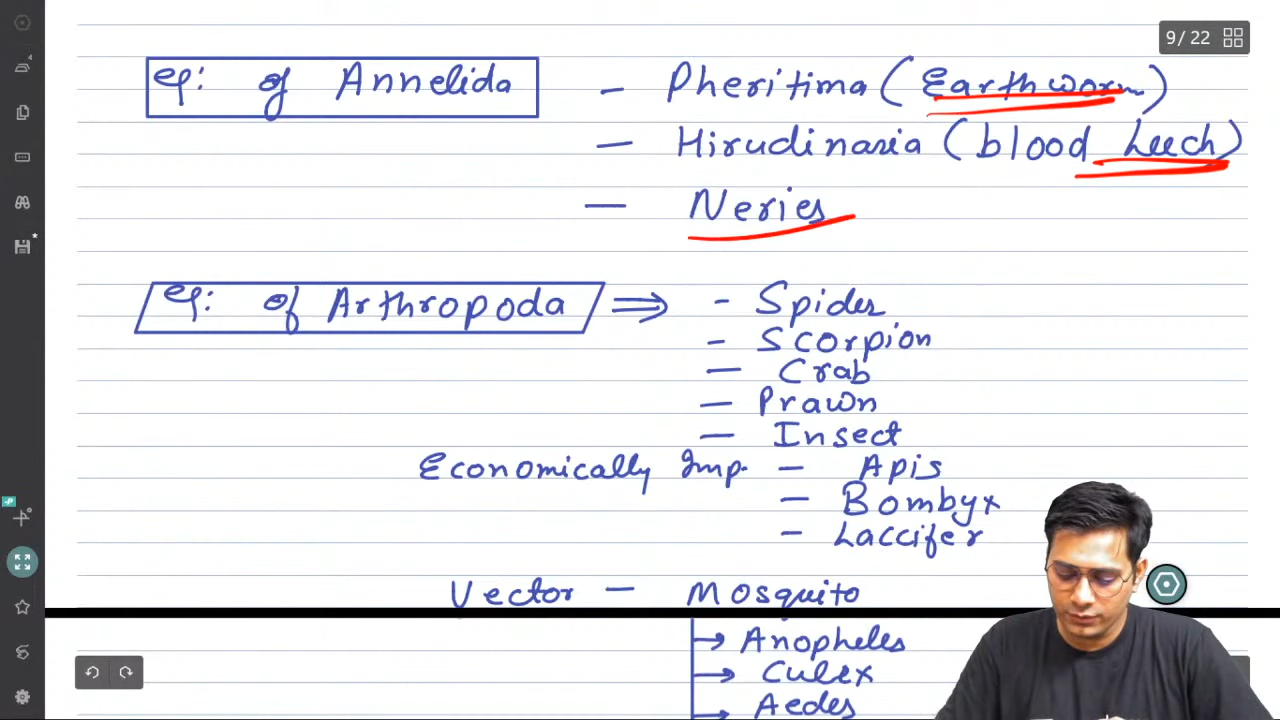 9/22
eg: of Annelida - Pheritima (Earthworm)
- Hirudinaria (blood Leech)
- Neries
eg: of Arthropoda ⇒ - Spider
- Scorpion
- Crab
- Prawn
- Insect
Economically Imp. - Apis
- Bombyx
- Laccifer
Vector - Mosquito
→ Anopheles
→ Culex
→ Aedes